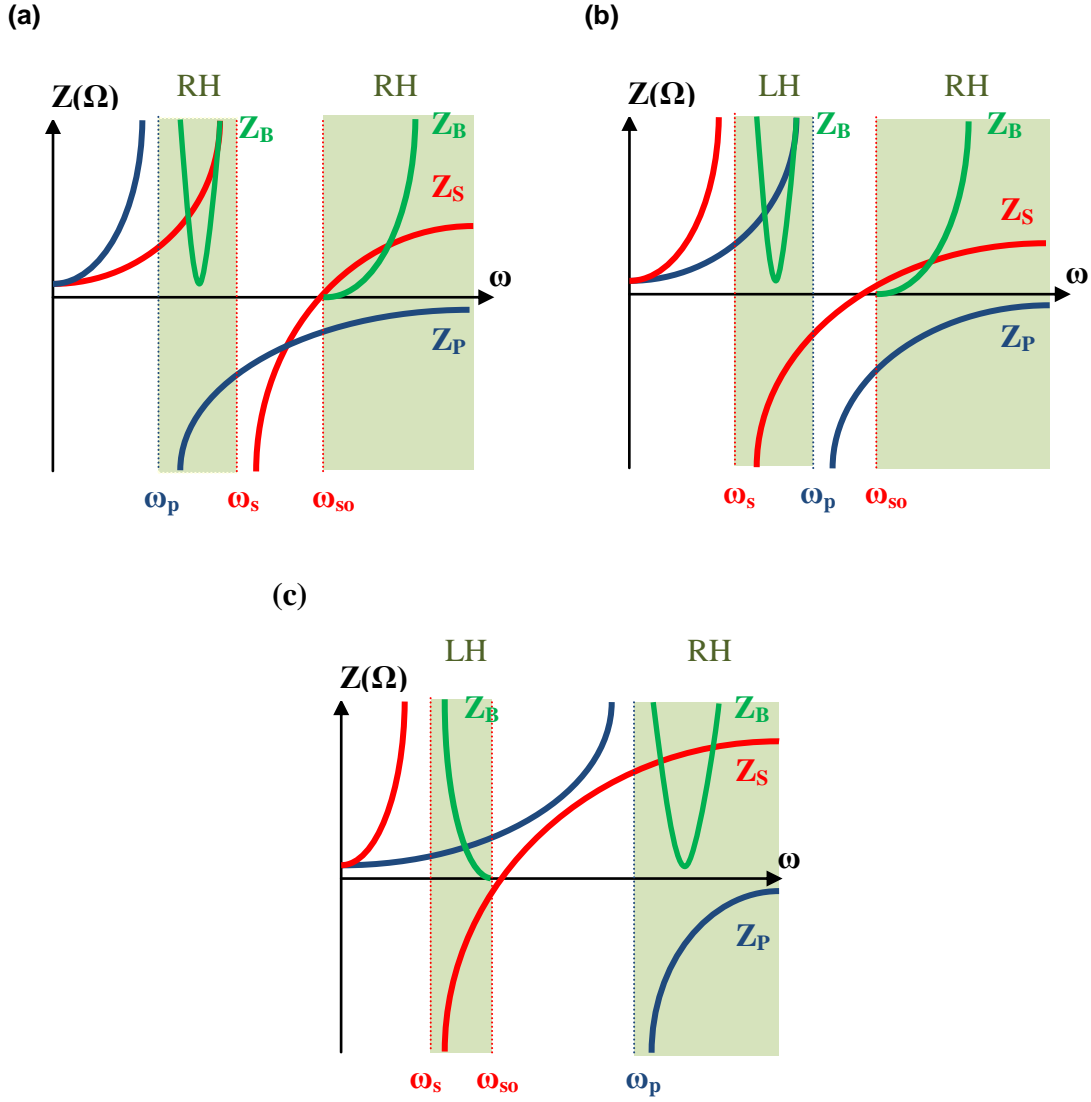 (a)
RH RH
Z(Ω)
Z_B Z_B
Z_S
ω
Z_P
ω_p ω_s ω_so
(b)
LH RH
Z(Ω)
Z_B Z_B
Z_S
ω
Z_P
ω_s ω_p ω_so
(c)
LH RH
Z(Ω)
Z_B Z_B
Z_S
ω
Z_P
ω_s ω_so ω_p